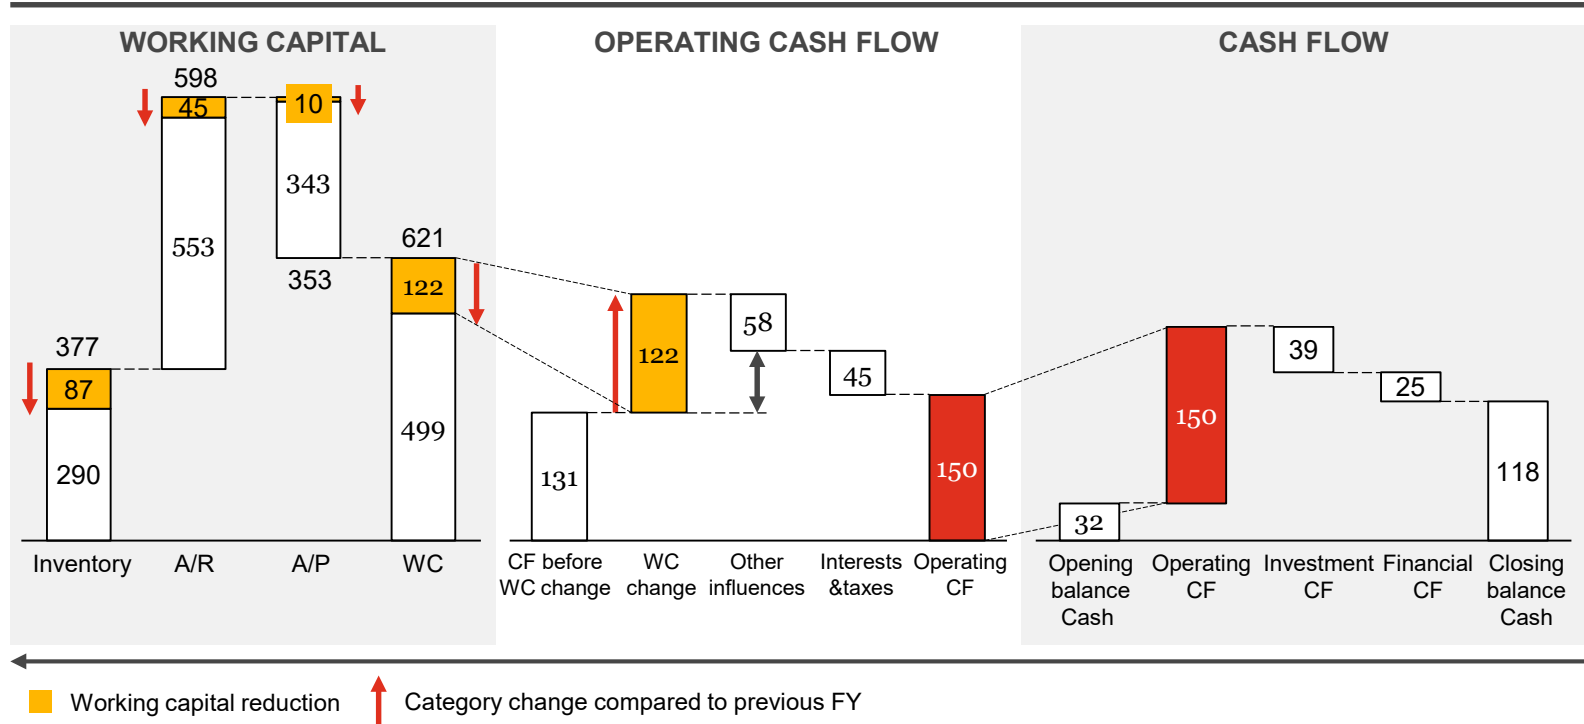 WORKING CAPITAL
598
45
10
343
553
353
621
122
499
377
87
290
Inventory
A/R
A/P
WC
OPERATING CASH FLOW
131
122
58
45
150
CF before
WC change
WC
change
Other
influences
Interests
&taxes
Operating
CF
CASH FLOW
32
150
39
25
118
Opening
balance
Cash
Operating
CF
Investment
CF
Financial
CF
Closing
balance
Cash
Working capital reduction
Category change compared to previous FY